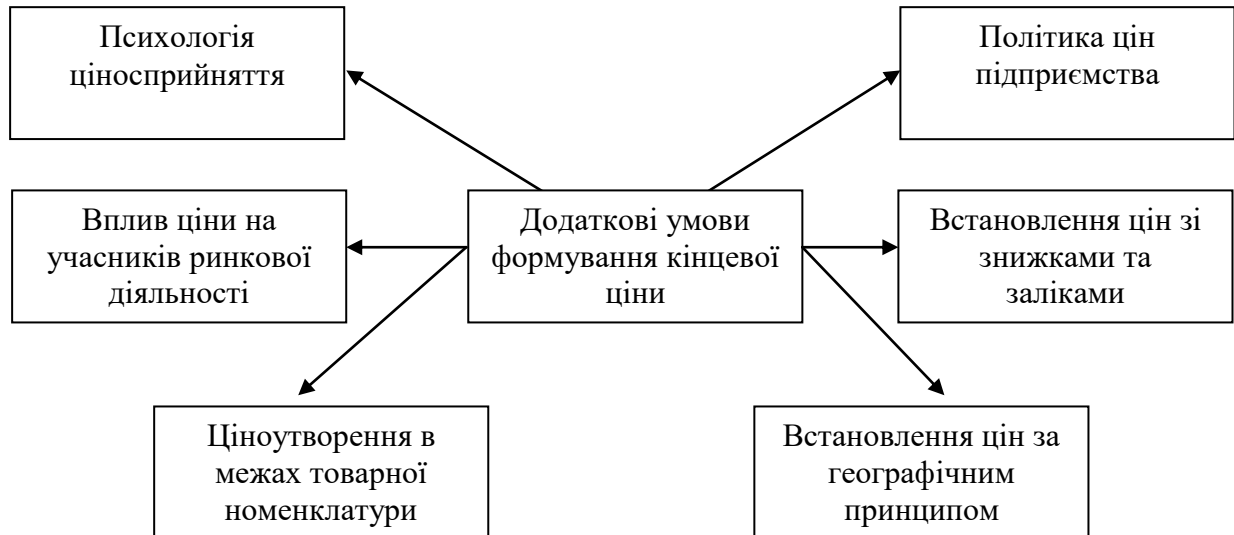 Психологія
ціносприйняття
Політика цін
підприємства
Вплив ціни на
учасників ринкової
діяльності
Додаткові умови
формування кінцевої
ціни
Встановлення цін зі
знижками та
заліками
Ціноутворення в
межах товарної
номенклатури
Встановлення цін за
географічним
принципом